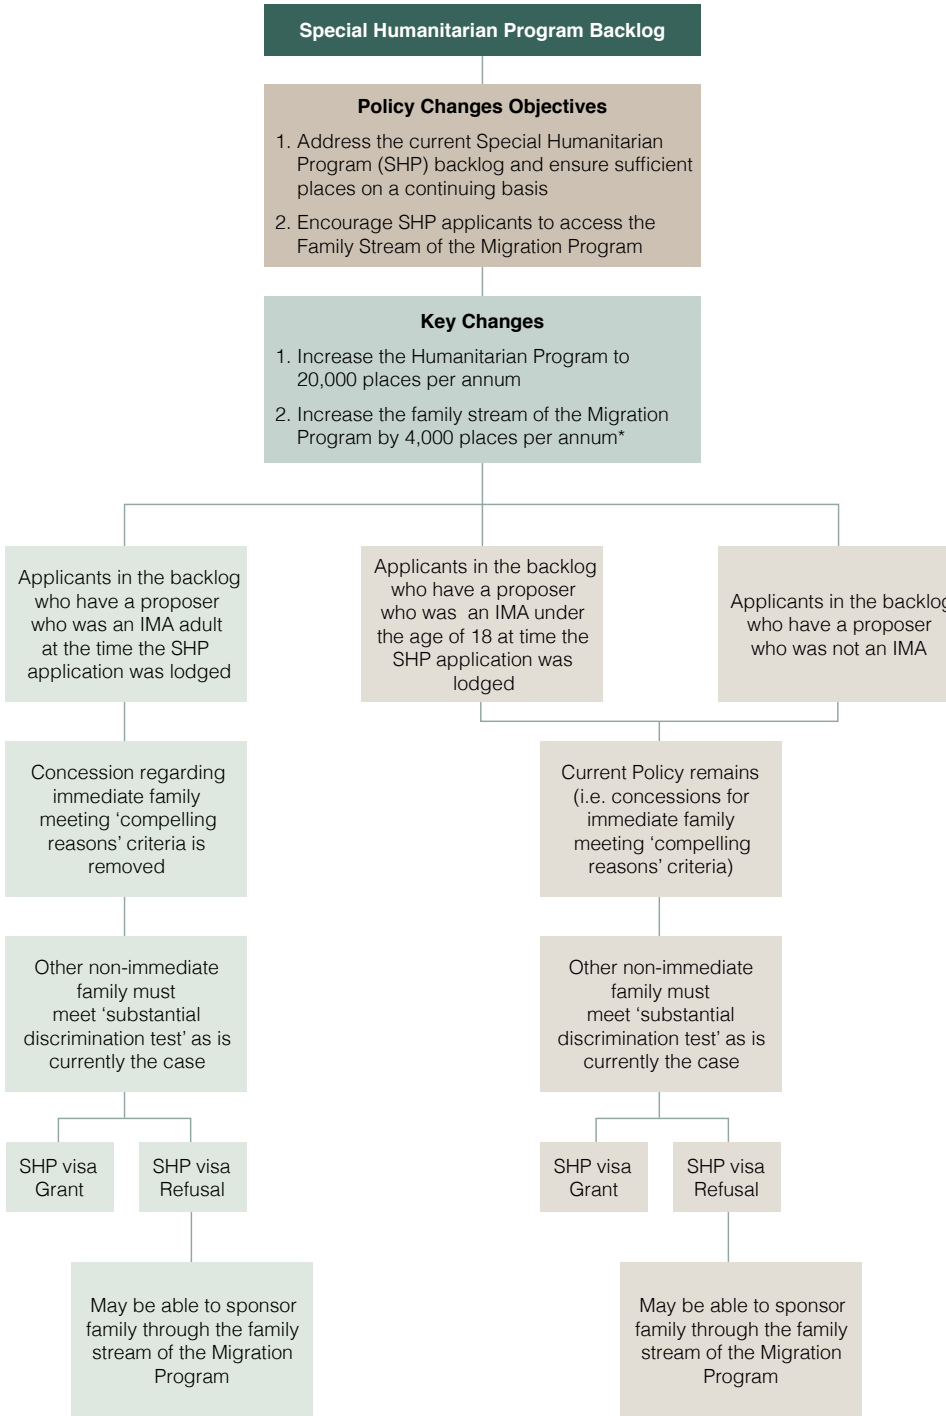 Special Humanitarian Program Backlog
Policy Changes Objectives
1. Address the current Special Humanitarian
Program (SHP) backlog and ensure sufficient
places on a continuing basis
2. Encourage SHP applicants to access the
Family Stream of the Migration Program
Key Changes
1. Increase the Humanitarian Program to
20,000 places per annum
2. Increase the family stream of the Migration
Program by 4,000 places per annum*
Applicants in the backlog
who have a proposer
who was an IMA adult
at the time the SHP
application was lodged
Applicants in the backlog
who have a proposer
who was an IMA under
the age of 18 at time the
SHP application was
lodged
Applicants in the backlog
who have a proposer
who was not an IMA
Concession regarding
immediate family
meeting ‘compelling
reasons’ criteria is
removed
Current Policy remains
(i.e. concessions for
immediate family
meeting ‘compelling
reasons’ criteria)
Other non-immediate
family must
meet ‘substantial
discrimination test’ as is
currently the case
Other non-immediate
family must
meet ‘substantial
discrimination test’ as is
currently the case
SHP visa
Grant
SHP visa
Refusal
SHP visa
Grant
SHP visa
Refusal
May be able to sponsor
family through the family
stream of the Migration
Program
May be able to sponsor
family through the family
stream of the Migration
Program